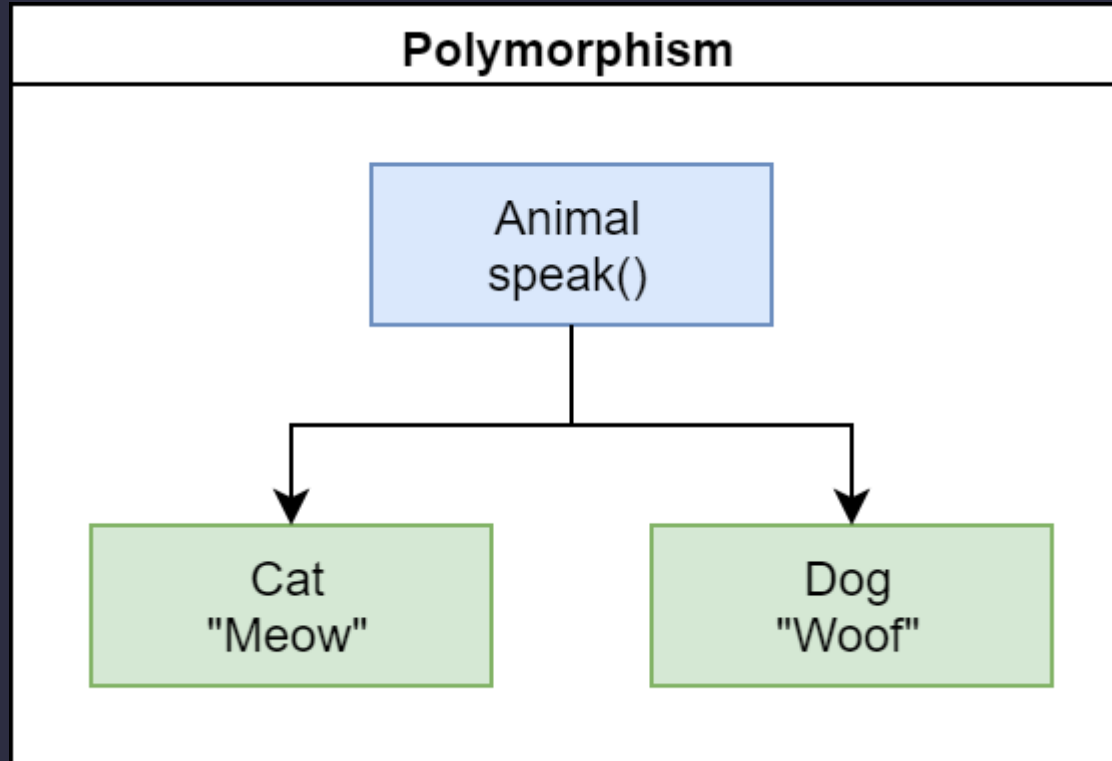 Polymorphism
Animal
speak()
Cat
"Meow"
Dog
"Woof"